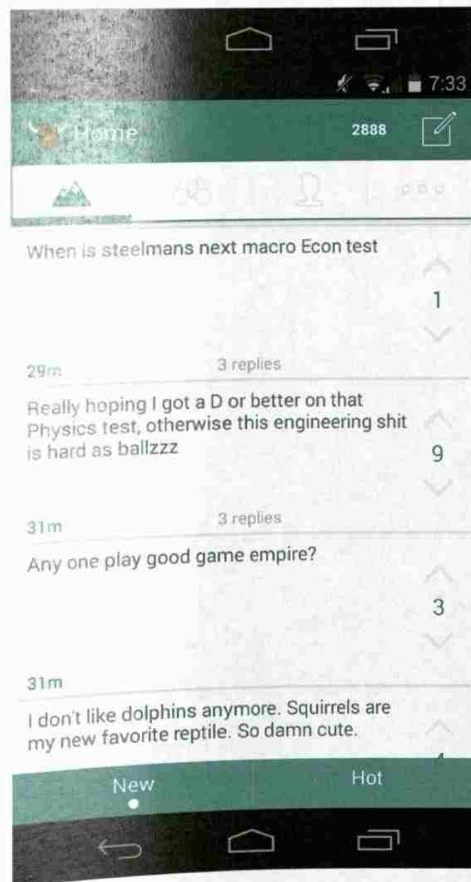 7:33
Home
2888
When is steelmans next macro Econ test
1
29m
3 replies
Really hoping I got a D or better on that
Physics test, otherwise this engineering shit
is hard as ballzzz
9
31m
3 replies
Any one play good game empire?
3
31m
I don't like dolphins anymore. Squirrels are
my new favorite reptile. So damn cute.
New
Hot